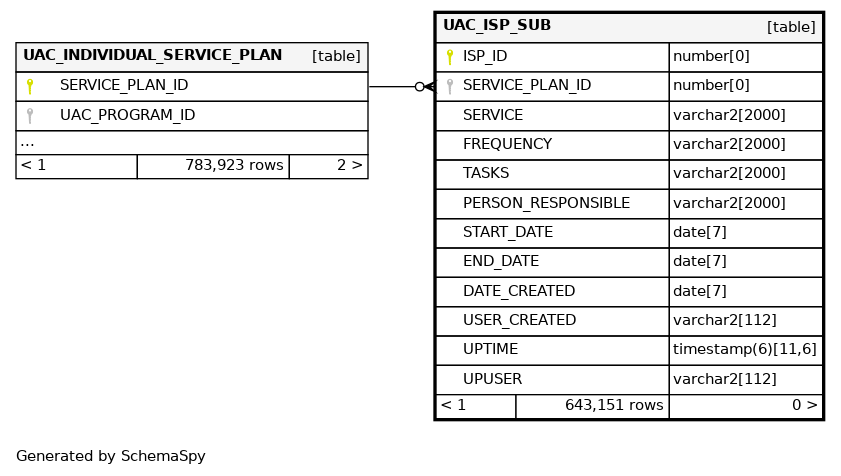 UAC_INDIVIDUAL_SERVICE_PLAN [table]
SERVICE_PLAN_ID
UAC_PROGRAM_ID
...
< 1 783,923 rows 2 >
UAC_ISP_SUB [table]
ISP_ID number[0]
SERVICE_PLAN_ID number[0]
SERVICE varchar2[2000]
FREQUENCY varchar2[2000]
TASKS varchar2[2000]
PERSON_RESPONSIBLE varchar2[2000]
START_DATE date[7]
END_DATE date[7]
DATE_CREATED date[7]
USER_CREATED varchar2[112]
UPTIME timestamp(6)[11,6]
UPUSER varchar2[112]
< 1 643,151 rows 0 >
Generated by SchemaSpy